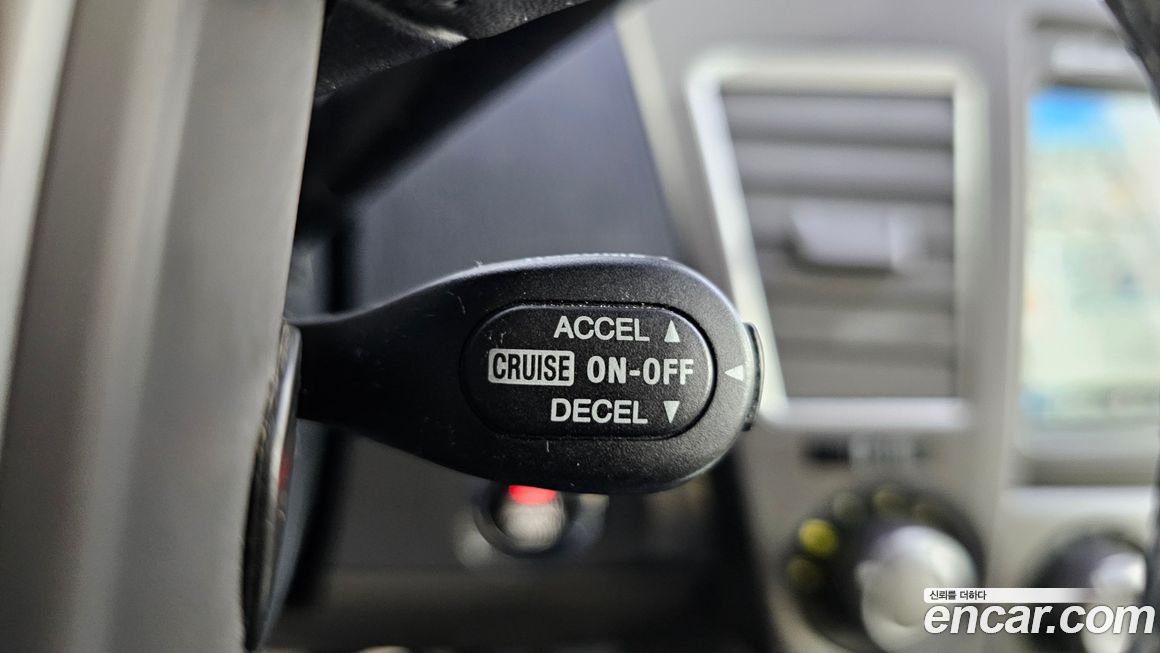 ACCEL ▲
CRUISE ON-OFF ◀
DECEL ▼
신뢰를 더하다
encar.com